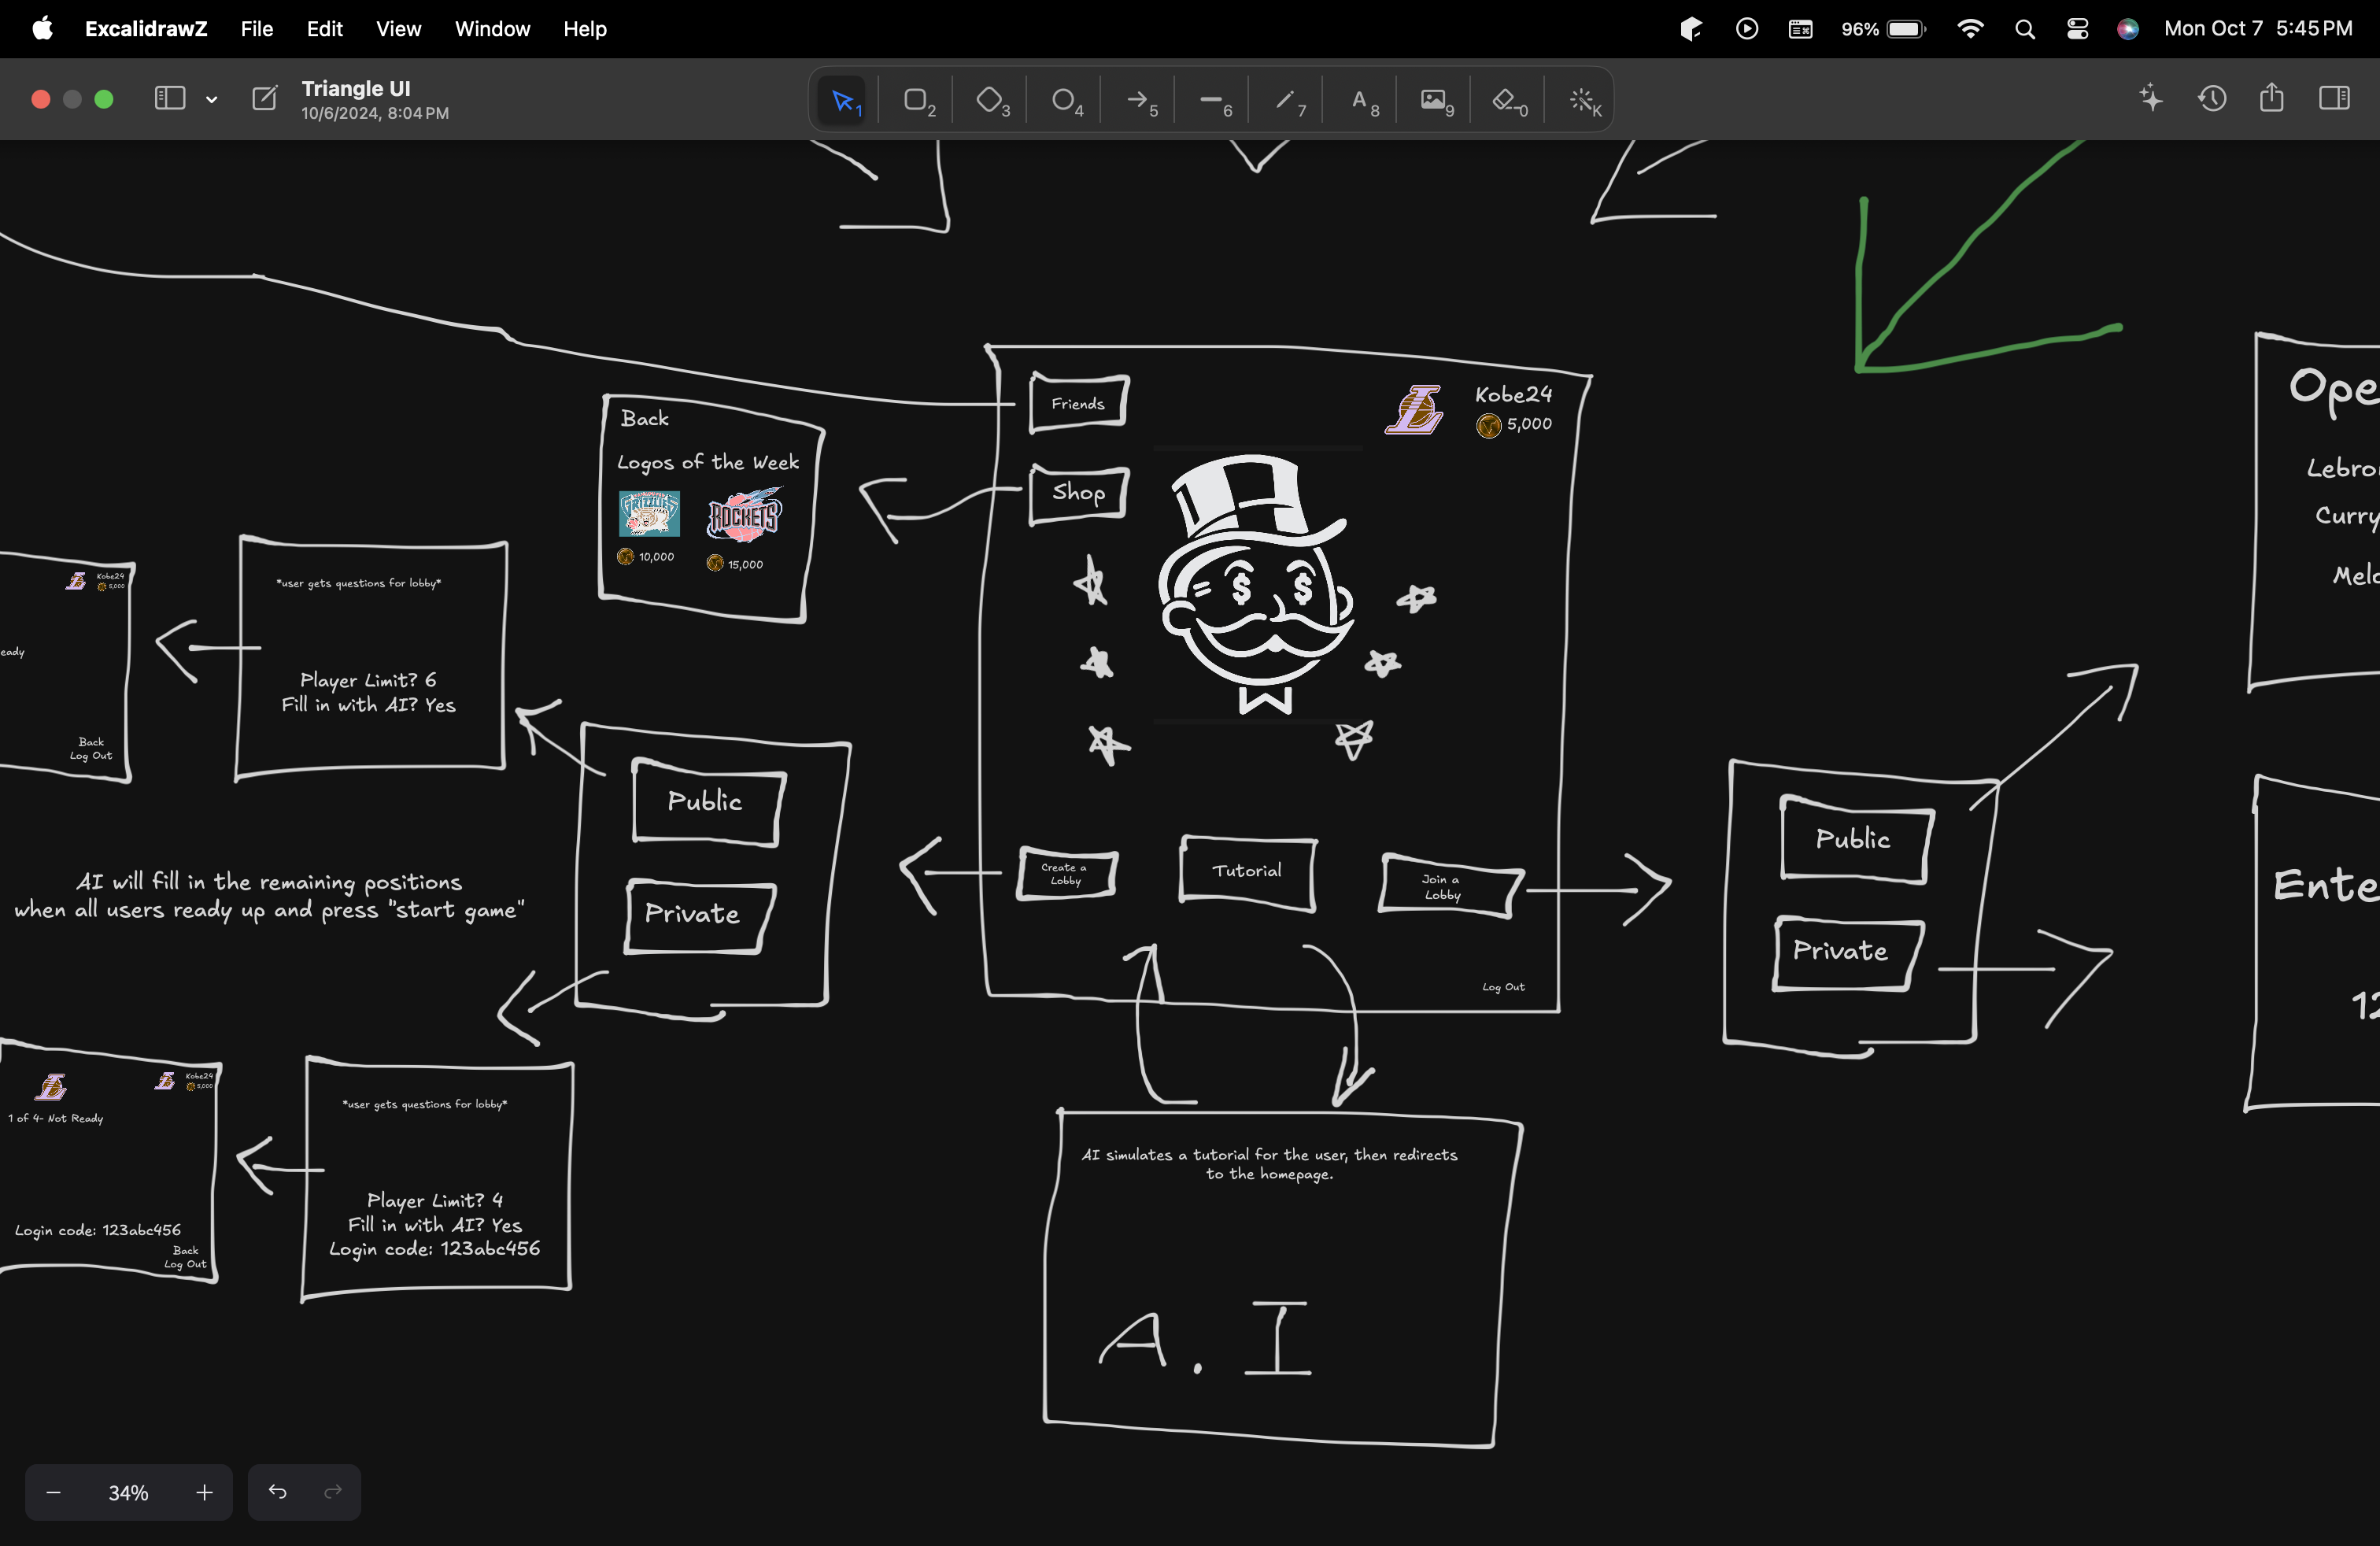 ExcalidrawZ File Edit View Window Help
96% Mon Oct 7 5:45 PM
Triangle UI
10/6/2024, 8:04 PM
1 2 3 4 5 6 7 A 8 9 0 K
Friends
Kobe24
5,000
Shop
Back
Logos of the Week
GRIZZLIES
ROCKETS
10,000
15,000
$ $
Create a
Lobby
Tutorial
Join a
Lobby
Log Out
Kobe24
5,000
eady
Back
Log Out
*user gets questions for lobby*
Player Limit? 6
Fill in with AI? Yes
Public
Private
AI will fill in the remaining positions
when all users ready up and press "start game"
Kobe24
5,000
1 of 4- Not Ready
Login code: 123abc456
Back
Log Out
*user gets questions for lobby*
Player Limit? 4
Fill in with AI? Yes
Login code: 123abc456
AI simulates a tutorial for the user, then redirects
to the homepage.
A. I
Public
Private
Ope
Lebro
Curry
Melo
Ente
12
34%